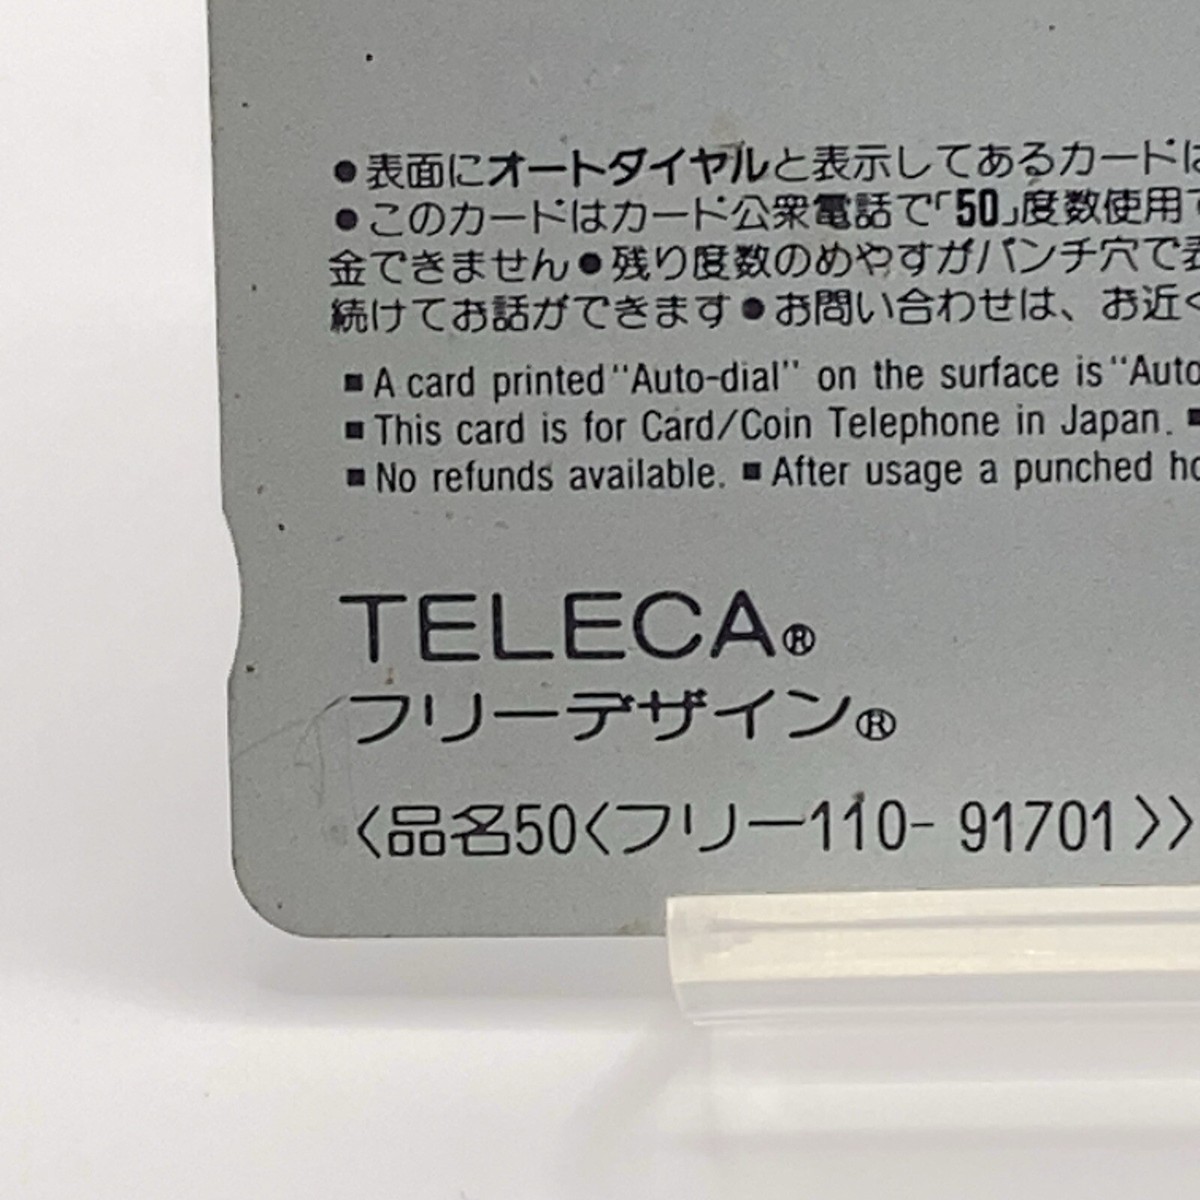 ●表面にオートダイヤルと表示してあるカードは
●このカードはカード公衆電話で「50」度数使用で
金できません●残り度数のめやすがパンチ穴で表
続けてお話ができます●お問い合わせは、お近く
■A card printed "Auto-dial" on the surface is "Auto
■This card is for Card/Coin Telephone in Japan. ■
■No refunds available. ■After usage a punched ho
TELECA®
フリーデザイン®
〈品名50〈フリー110-91701〉〉